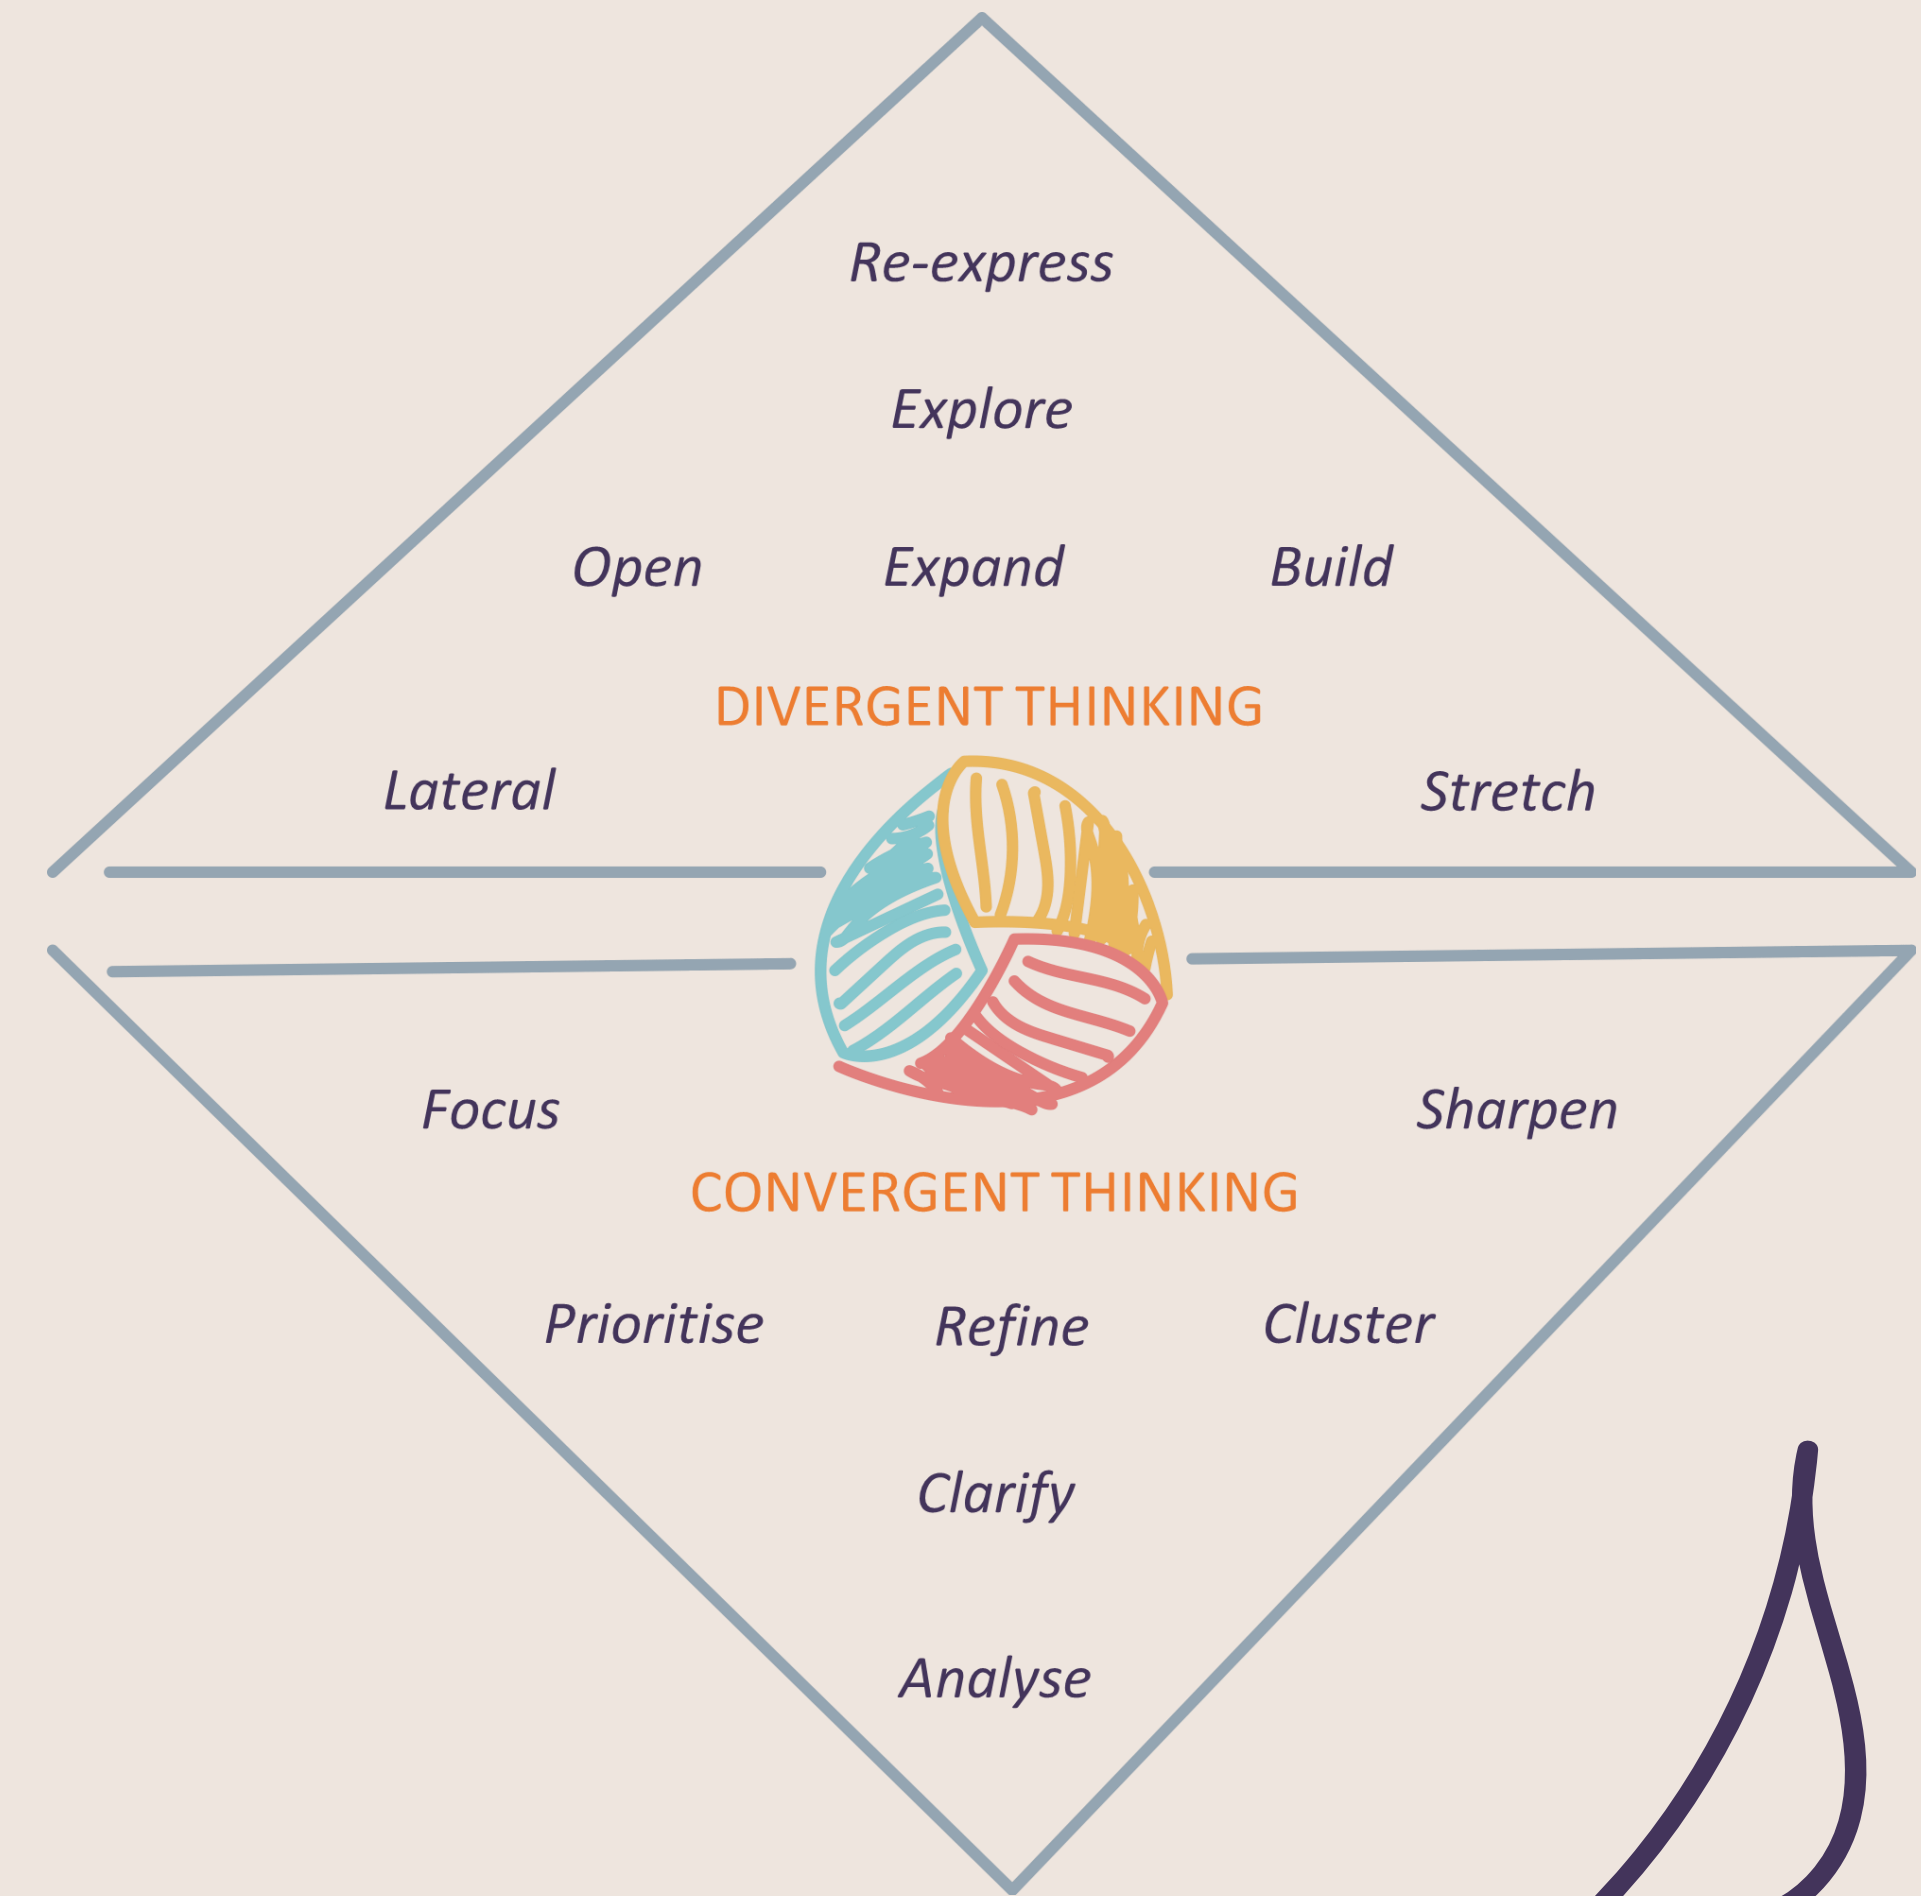 Re-express
Explore
Open Expand Build
DIVERGENT THINKING
Lateral Stretch
Focus Sharpen
CONVERGENT THINKING
Prioritise Refine Cluster
Clarify
Analyse